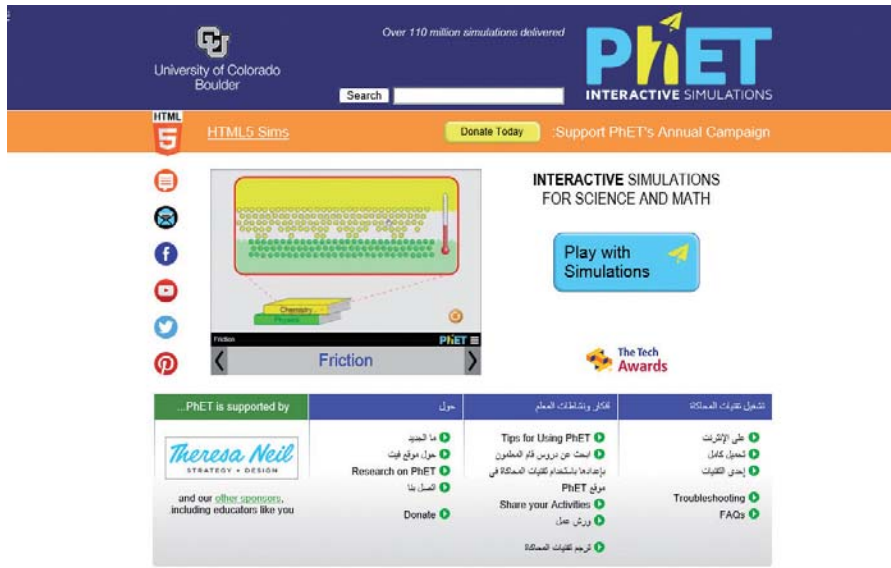 University of Colorado
Boulder
Over 110 million simulations delivered
Search
PhET
INTERACTIVE SIMULATIONS
HTML
5
HTML5 Sims
Donate Today
:Support PhET's Annual Campaign
INTERACTIVE SIMULATIONS
FOR SCIENCE AND MATH
Play with
Simulations
Chemistry
Physics
Friction
PhET
Friction
The Tech
Awards
تشغيل تقنيات المحاكاة
على الإنترنت
تحميل كامل
إحدى التقنيات
Troubleshooting
FAQs
أفكار ونشاطات المعلم
Tips for Using PhET
ابحث عن دروس قام المعلمون
بإعدادها باستخدام تقنيات المحاكاة في
موقع PhET
Share your Activities
ورش عمل
ترجم تقنيات المحاكاة
حول
ما الجديد
حول موقع فيت
Research on PhET
اتصل بنا
Donate
...PhET is supported by
Theresa Neil
STRATEGY + DESIGN
and our other sponsors,
including educators like you